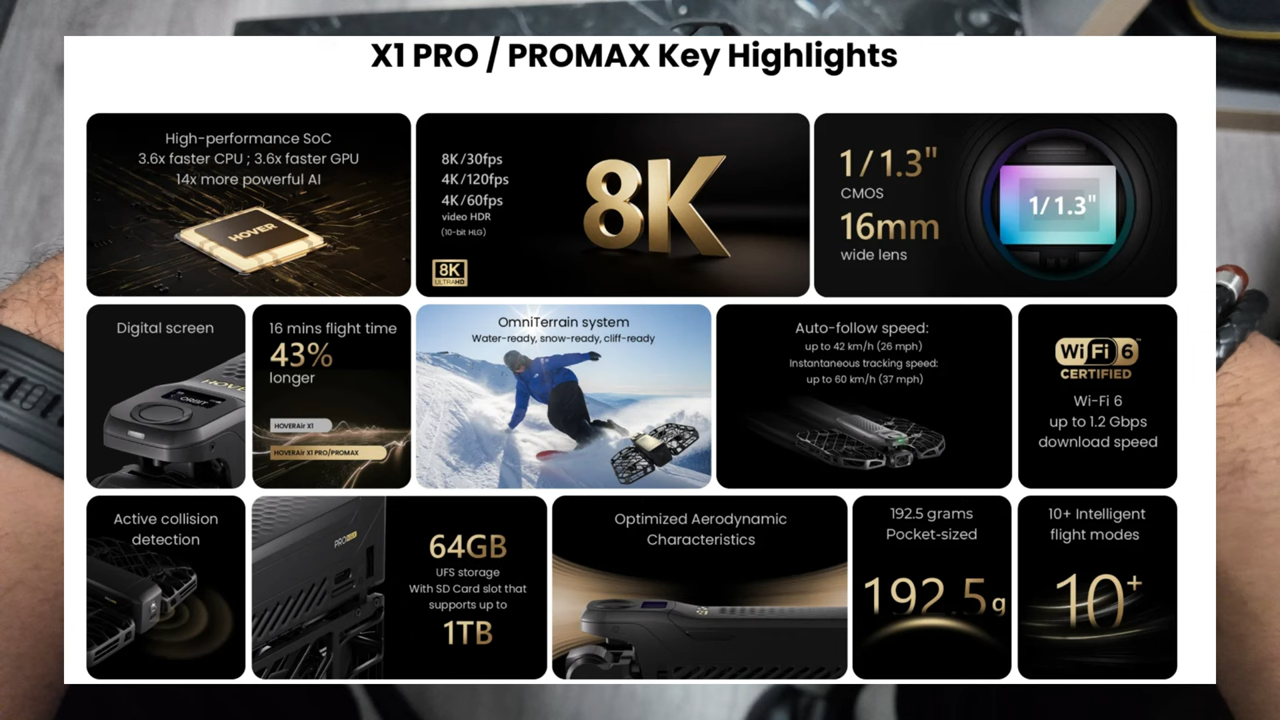 X1 PRO / PROMAX Key Highlights
High-performance SoC
3.6x faster CPU ; 3.6x faster GPU
14x more powerful AI
HOVER
8K/30fps
4K/120fps
4K/60fps
video HDR
(10-bit HLG)
8K
ULTRAHD
8K
1/1.3"
CMOS
16mm
wide lens
1/1.3"
Digital screen
HOVER
ORBIT
16 mins flight time
43%
longer
HOVERAir X1
HOVERAir X1 PRO/PROMAX
OmniTerrain system
Water-ready, snow-ready, cliff-ready
Auto-follow speed:
up to 42 km/h (26 mph)
Instantaneous tracking speed:
up to 60 km/h (37 mph)
Wi Fi 6
CERTIFIED
Wi-Fi 6
up to 1.2 Gbps
download speed
Active collision
detection
PROMAX
64GB
UFS storage
With SD Card slot that
supports up to
1TB
Optimized Aerodynamic
Characteristics
192.5 grams
Pocket-sized
192.5g
10+ Intelligent
flight modes
10+